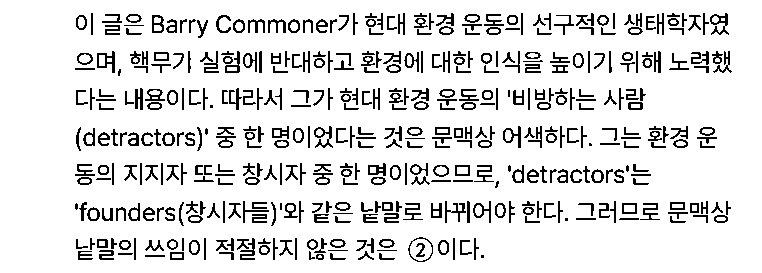 이 글은 Barry Commoner가 현대 환경 운동의 선구적인 생태학자였
으며, 핵무기 실험에 반대하고 환경에 대한 인식을 높이기 위해 노력했
다는 내용이다. 따라서 그가 현대 환경 운동의 '비방하는 사람
(detractors)' 중 한 명이었다는 것은 문맥상 어색하다. 그는 환경 운
동의 지지자 또는 창시자 중 한 명이었으므로, 'detractors'는
'founders(창시자들)'와 같은 낱말로 바뀌어야 한다. 그러므로 문맥상
낱말의 쓰임이 적절하지 않은 것은 ②이다.